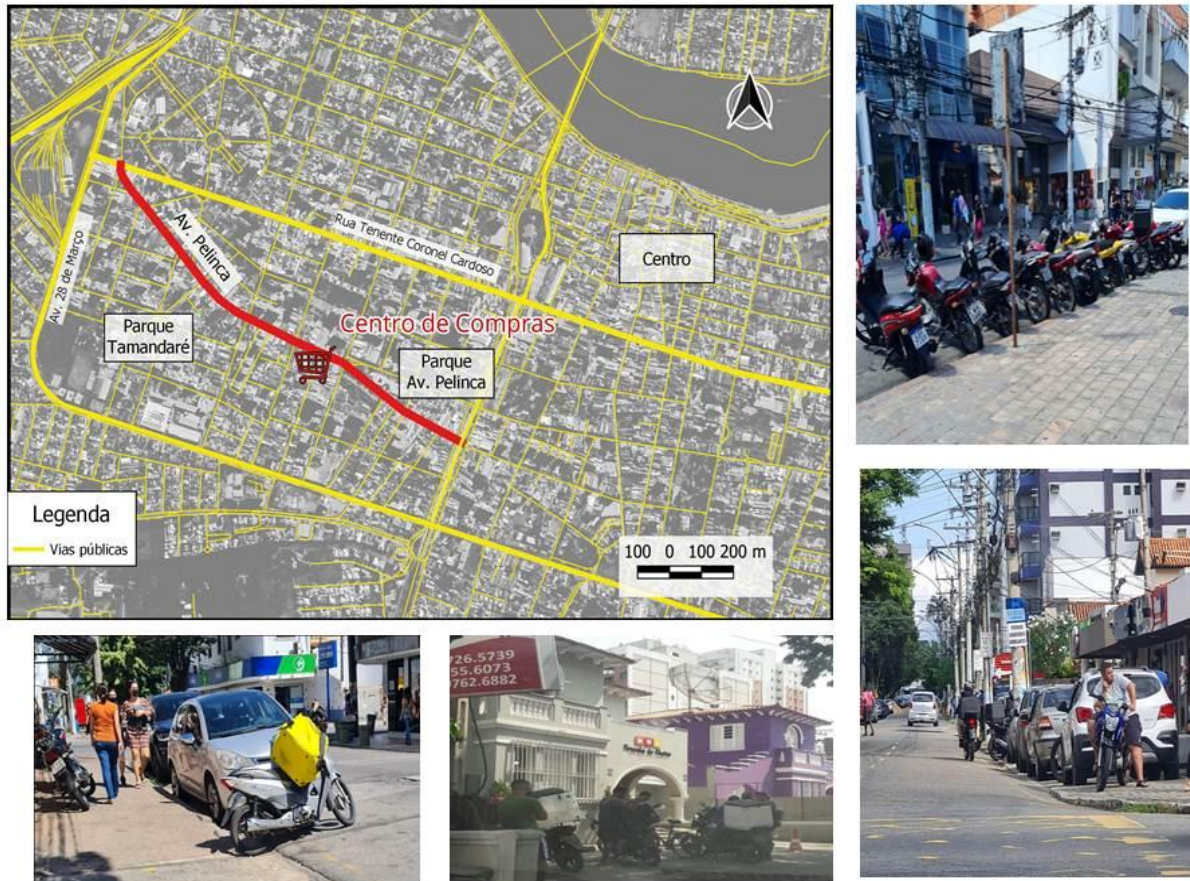 Av. 28 de Março
Av. Pelinca
Rua Tenente Coronel Cardoso
Centro
Parque
Tamandaré
Centro de Compras
Parque
Av. Pelinca
Legenda
Vias públicas
100 0 100 200 m
726.5739
55.6073
9762.6882